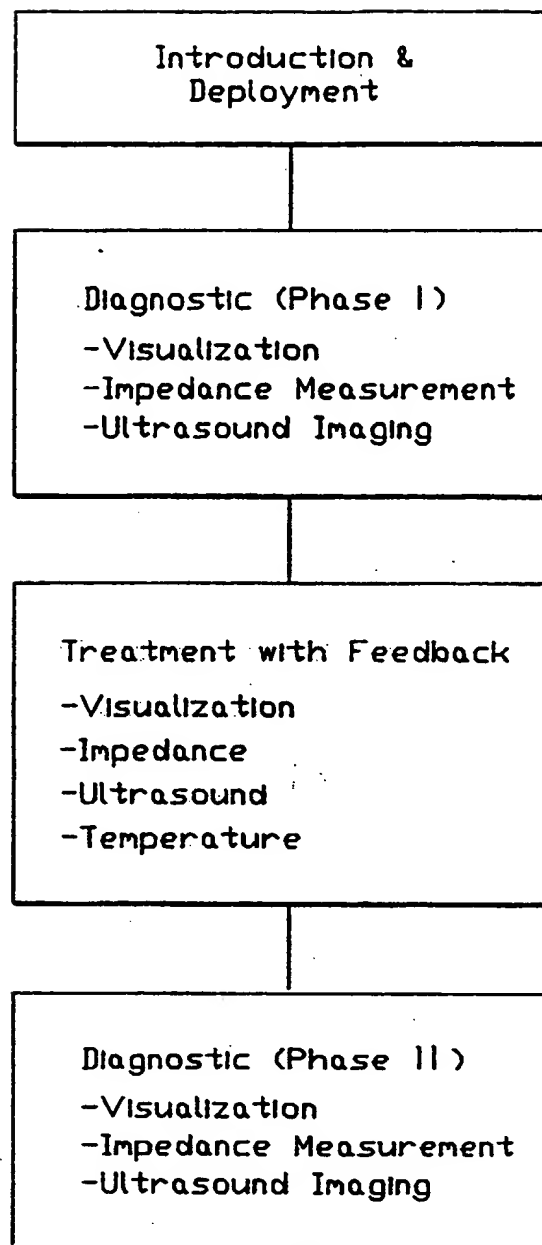 Introduction &
Deployment
Diagnostic (Phase I)
-Visualization
-Impedance Measurement
-Ultrasound Imaging
Treatment with Feedback
-Visualization
-Impedance
-Ultrasound
-Temperature
Diagnostic (Phase II)
-Visualization
-Impedance Measurement
-Ultrasound Imaging